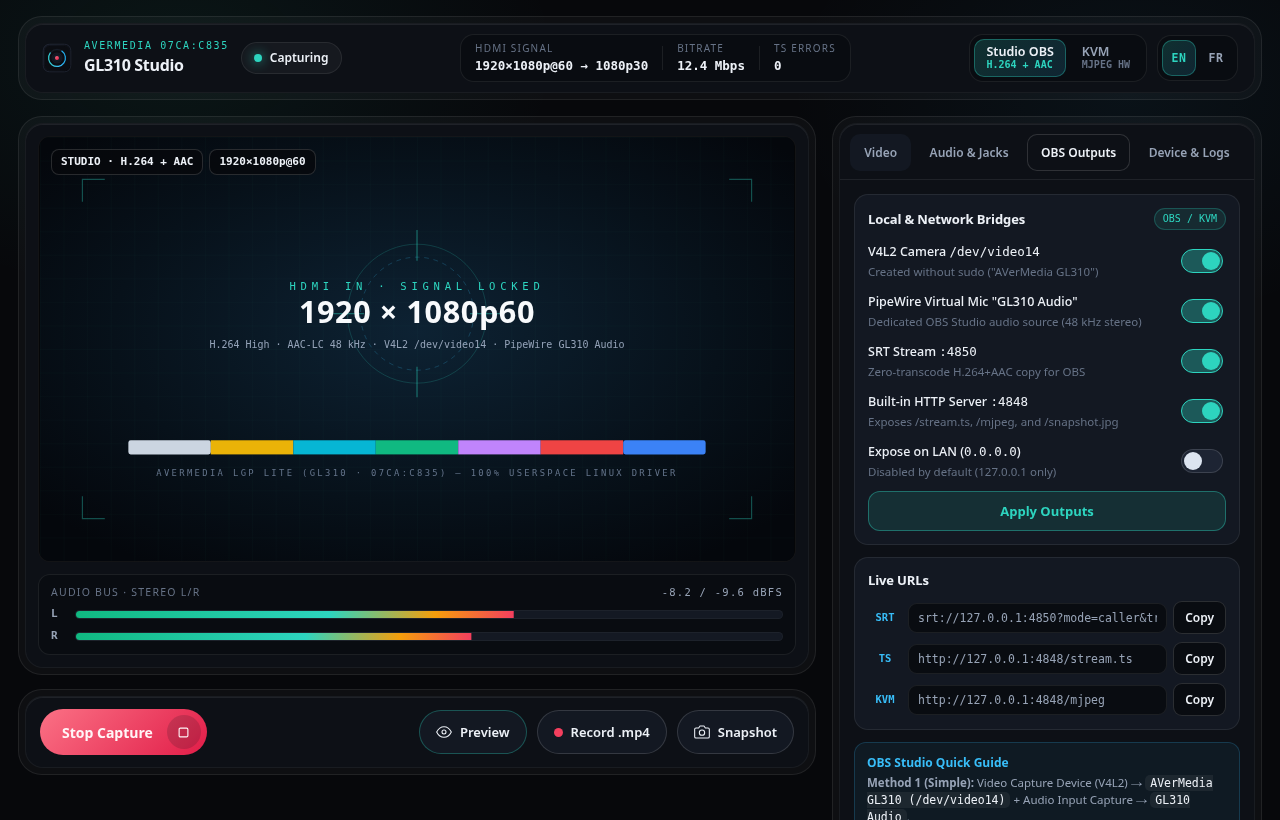 AVERMEDIA 07CA:C835
GL310 Studio
Capturing
HDMI SIGNAL
1920×1080p@60 → 1080p30
BITRATE
12.4 Mbps
TS ERRORS
0
Studio OBS
H.264 + AAC
KVM
MJPEG HW
EN
FR
STUDIO · H.264 + AAC
1920×1080p@60
HDMI IN · SIGNAL LOCKED
1920 × 1080p60
H.264 High · AAC-LC 48 kHz · V4L2 /dev/video14 · PipeWire GL310 Audio
AVERMEDIA LGP LITE (GL310 · 07CA:C835) — 100% USERSPACE LINUX DRIVER
AUDIO BUS · STEREO L/R
-8.2 / -9.6 dBFS
L
R
Stop Capture
Preview
Record .mp4
Snapshot
Video
Audio & Jacks
OBS Outputs
Device & Logs
Local & Network Bridges
OBS / KVM
V4L2 Camera /dev/video14
Created without sudo ("AVerMedia GL310")
PipeWire Virtual Mic "GL310 Audio"
Dedicated OBS Studio audio source (48 kHz stereo)
SRT Stream :4850
Zero-transcode H.264+AAC copy for OBS
Built-in HTTP Server :4848
Exposes /stream.ts, /mjpeg, and /snapshot.jpg
Expose on LAN (0.0.0.0)
Disabled by default (127.0.0.1 only)
Apply Outputs
Live URLs
SRT
srt://127.0.0.1:4850?mode=caller&tr
Copy
TS
http://127.0.0.1:4848/stream.ts
Copy
KVM
http://127.0.0.1:4848/mjpeg
Copy
OBS Studio Quick Guide
Method 1 (Simple): Video Capture Device (V4L2) → AVerMedia
GL310 (/dev/video14) + Audio Input Capture → GL310
Audio